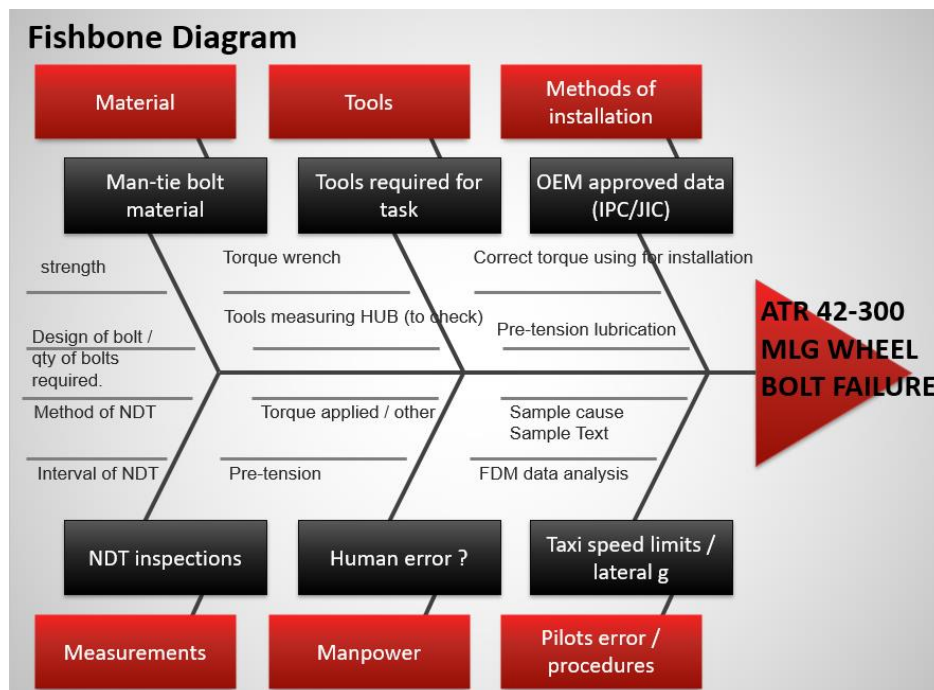 Fishbone Diagram
Material
Tools
Methods of
installation
Man-tie bolt
material
Tools required for
task
OEM approved data
(IPC/JIC)
strength
Torque wrench
Correct torque using for installation
Design of bolt /
qty of bolts
required.
Tools measuring HUB (to check)
Pre-tension lubrication
ATR 42-300
MLG WHEEL
BOLT FAILURE
Method of NDT
Torque applied / other
Sample cause
Sample Text
Interval of NDT
Pre-tension
FDM data analysis
NDT inspections
Human error ?
Taxi speed limits /
lateral g
Measurements
Manpower
Pilots error /
procedures